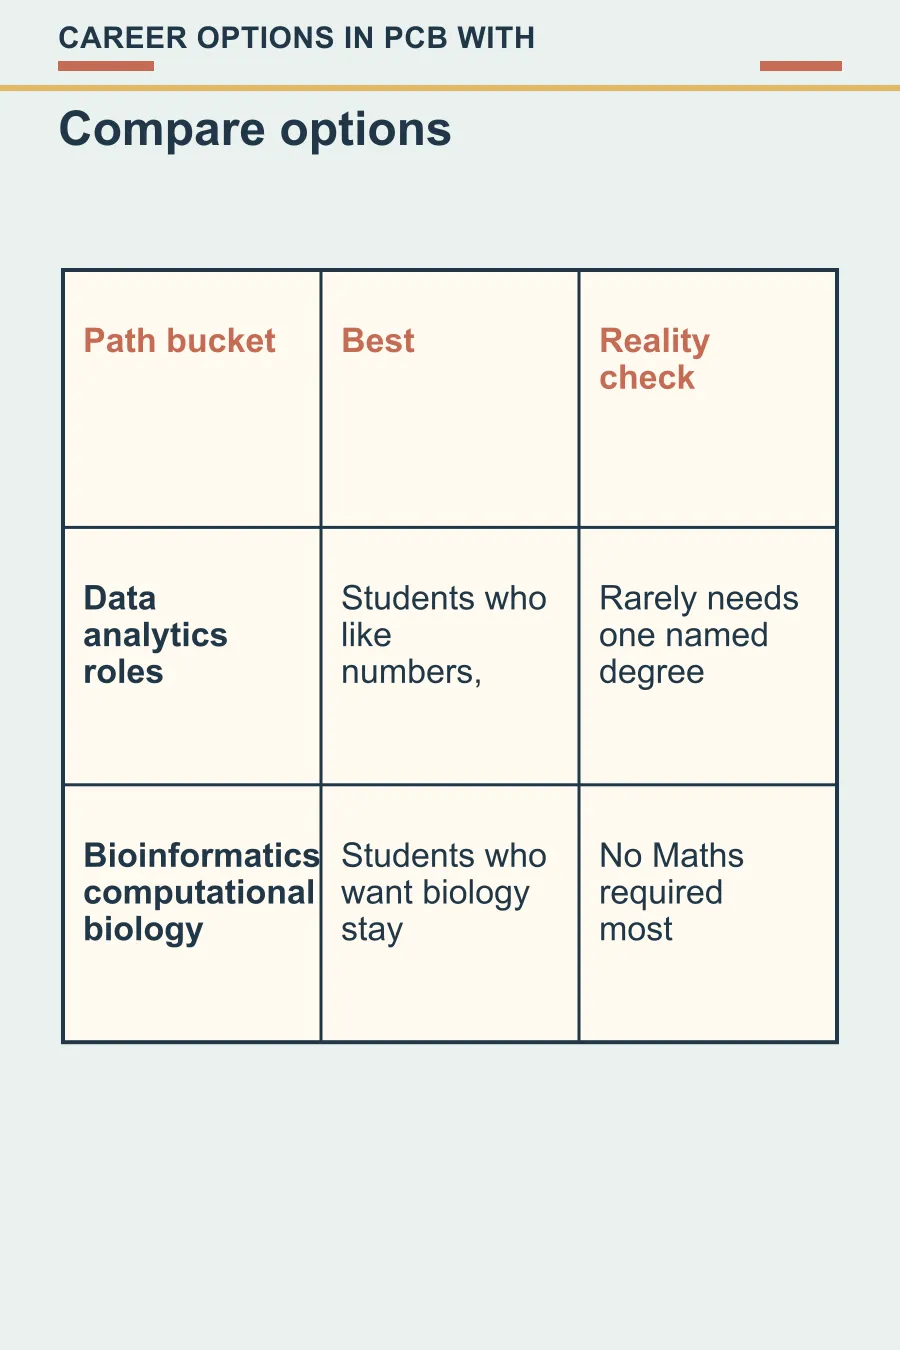 CAREER OPTIONS IN PCB WITH
Compare options
Path bucket
Best
Reality
check
Data
analytics
roles
Students who
like
numbers,
Rarely needs
one named
degree
Bioinformatics
computational
biology
Students who
want biology
stay
No Maths
required
most